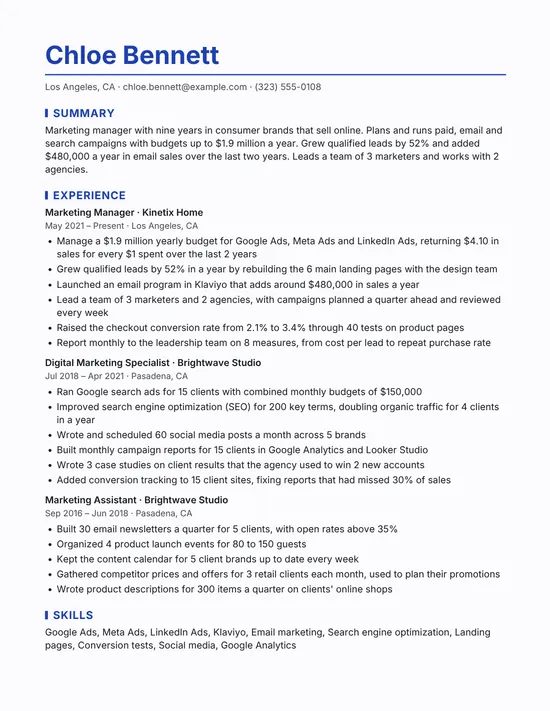 Chloe Bennett
Los Angeles, CA · chloe.bennett@example.com · (323) 555-0108
SUMMARY
Marketing manager with nine years in consumer brands that sell online. Plans and runs paid, email and
search campaigns with budgets up to $1.9 million a year. Grew qualified leads by 52% and added
$480,000 a year in email sales over the last two years. Leads a team of 3 marketers and works with 2
agencies.
EXPERIENCE
Marketing Manager · Kinetix Home
May 2021 – Present · Los Angeles, CA
• Manage a $1.9 million yearly budget for Google Ads, Meta Ads and LinkedIn Ads, returning $4.10 in
sales for every $1 spent over the last 2 years
• Grew qualified leads by 52% in a year by rebuilding the 6 main landing pages with the design team
• Launched an email program in Klaviyo that adds around $480,000 in sales a year
• Lead a team of 3 marketers and 2 agencies, with campaigns planned a quarter ahead and reviewed
every week
• Raised the checkout conversion rate from 2.1% to 3.4% through 40 tests on product pages
• Report monthly to the leadership team on 8 measures, from cost per lead to repeat purchase rate
Digital Marketing Specialist · Brightwave Studio
Jul 2018 – Apr 2021 · Pasadena, CA
• Ran Google search ads for 15 clients with combined monthly budgets of $150,000
• Improved search engine optimization (SEO) for 200 key terms, doubling organic traffic for 4 clients
in a year
• Wrote and scheduled 60 social media posts a month across 5 brands
• Built monthly campaign reports for 15 clients in Google Analytics and Looker Studio
• Wrote 3 case studies on client results that the agency used to win 2 new accounts
• Added conversion tracking to 15 client sites, fixing reports that had missed 30% of sales
Marketing Assistant · Brightwave Studio
Sep 2016 – Jun 2018 · Pasadena, CA
• Built 30 email newsletters a quarter for 5 clients, with open rates above 35%
• Organized 4 product launch events for 80 to 150 guests
• Kept the content calendar for 5 client brands up to date every week
• Gathered competitor prices and offers for 3 retail clients each month, used to plan their promotions
• Wrote product descriptions for 300 items a quarter on clients' online shops
SKILLS
Google Ads, Meta Ads, LinkedIn Ads, Klaviyo, Email marketing, Search engine optimization, Landing
pages, Conversion tests, Social media, Google Analytics